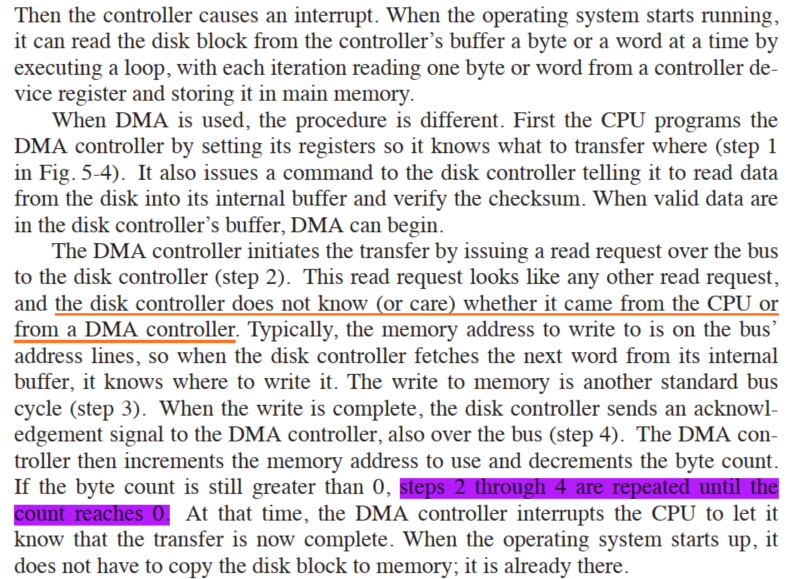 Then the controller causes an interrupt. When the operating system starts running,
it can read the disk block from the controller’s buffer a byte or a word at a time by
executing a loop, with each iteration reading one byte or word from a controller de-
vice register and storing it in main memory.
When DMA is used, the procedure is different. First the CPU programs the
DMA controller by setting its registers so it knows what to transfer where (step 1
in Fig. 5-4). It also issues a command to the disk controller telling it to read data
from the disk into its internal buffer and verify the checksum. When valid data are
in the disk controller’s buffer, DMA can begin.
The DMA controller initiates the transfer by issuing a read request over the bus
to the disk controller (step 2). This read request looks like any other read request,
and the disk controller does not know (or care) whether it came from the CPU or
from a DMA controller. Typically, the memory address to write to is on the bus’
address lines, so when the disk controller fetches the next word from its internal
buffer, it knows where to write it. The write to memory is another standard bus
cycle (step 3). When the write is complete, the disk controller sends an acknowl-
edgement signal to the DMA controller, also over the bus (step 4). The DMA con-
troller then increments the memory address to use and decrements the byte count.
If the byte count is still greater than 0, steps 2 through 4 are repeated until the
count reaches 0. At that time, the DMA controller interrupts the CPU to let it
know that the transfer is now complete. When the operating system starts up, it
does not have to copy the disk block to memory; it is already there.